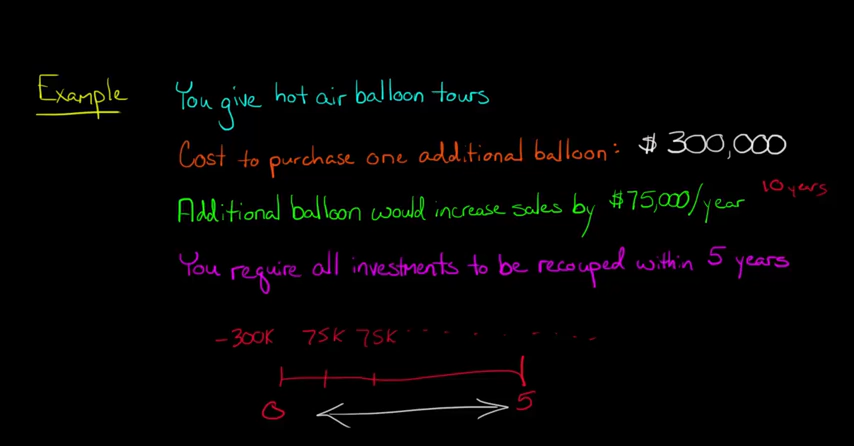 Example
You give hot air balloon tours
Cost to purchase one additional balloon: $300,000
10 years
Additional balloon would increase sales by $75,000/year
You require all investments to be recouped within 5 years
-300K 75K 75K . . . . . . . . .
0 5